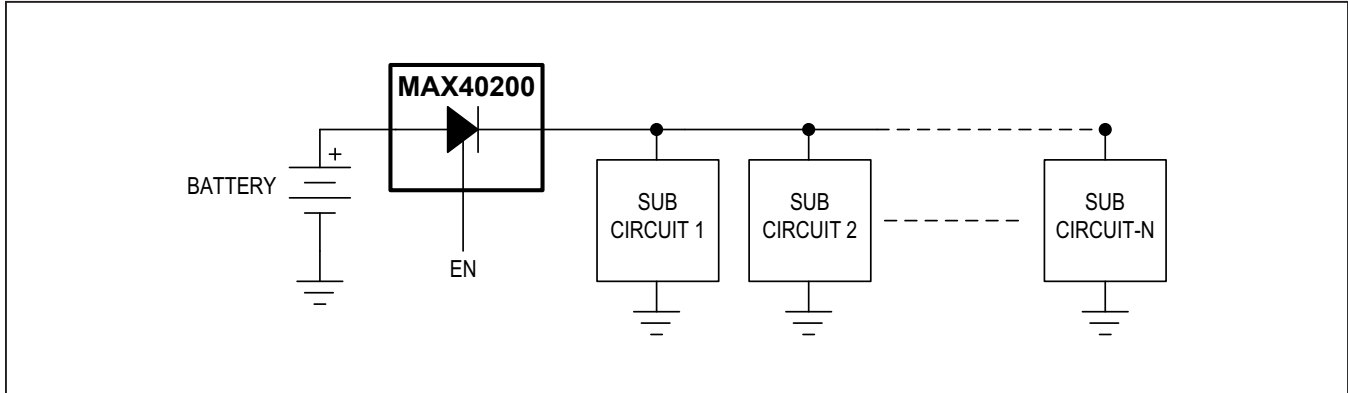 MAX40200
+
BATTERY
EN
SUB
CIRCUIT 1
SUB
CIRCUIT 2
SUB
CIRCUIT-N